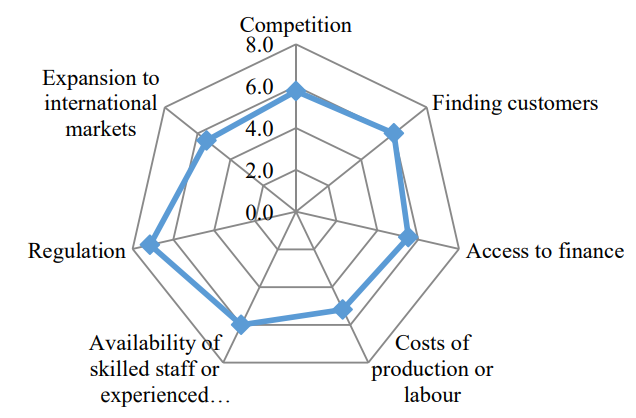 Competition
8.0
6.0
4.0
2.0
0.0
Finding customers
Access to finance
Costs of
production or
labour
Availability of
skilled staff or
experienced…
Regulation
Expansion to
international
markets